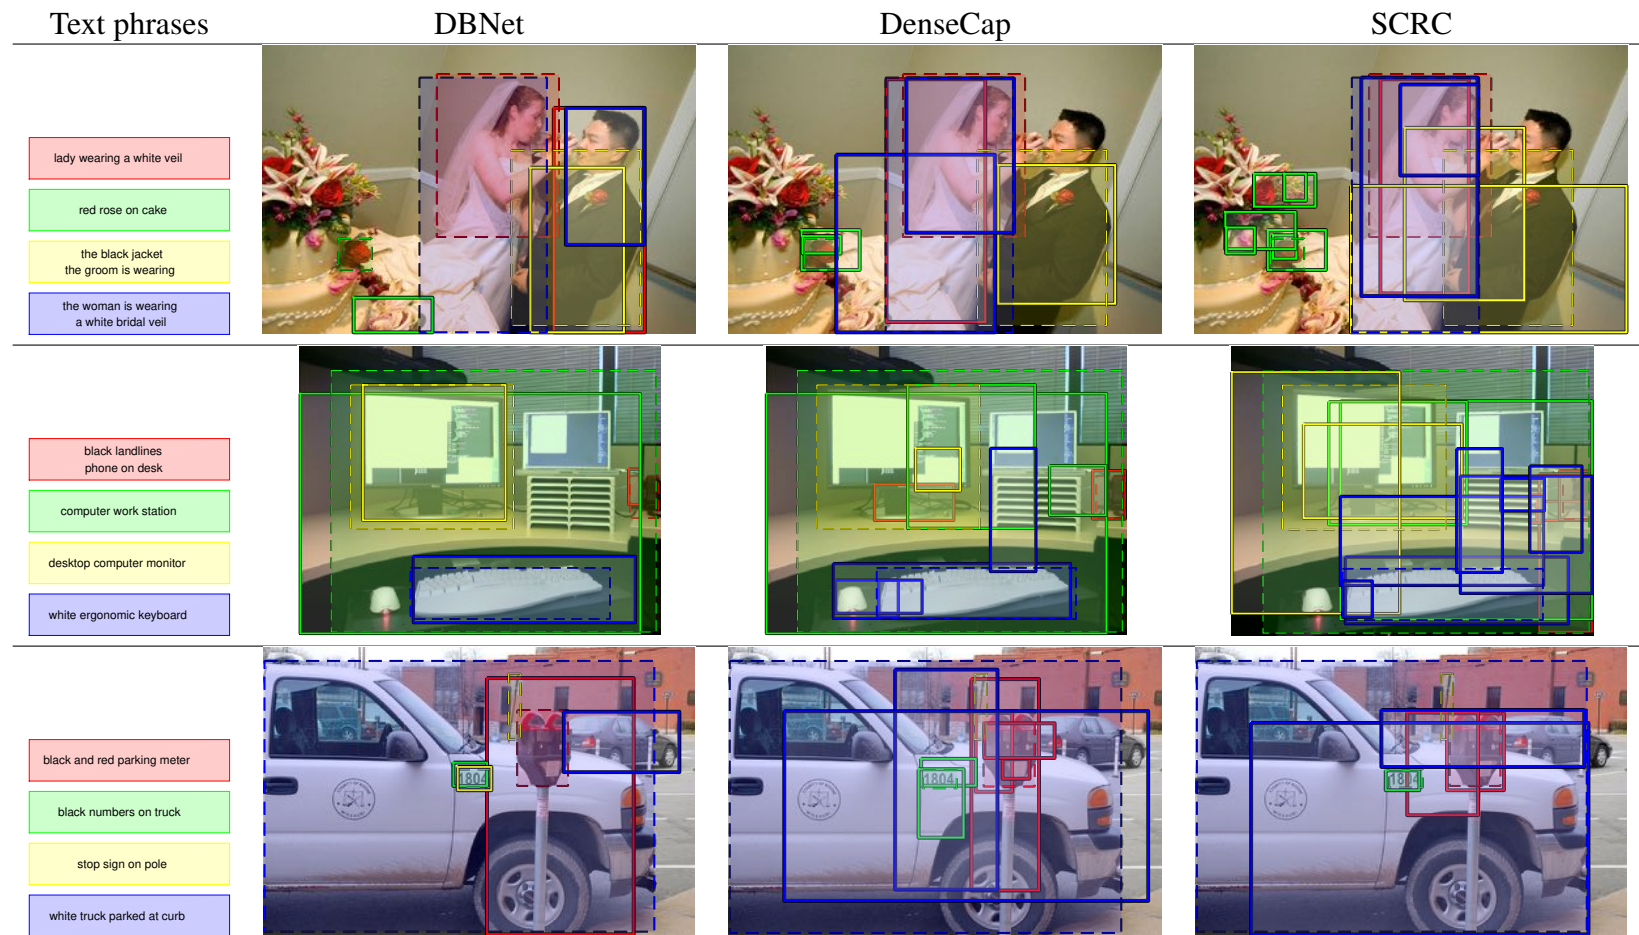 Text phrases DBNet DenseCap SCRC
lady wearing a white veil
red rose on cake
the black jacket
the groom is wearing
the woman is wearing
a white bridal veil
black landlines
phone on desk
computer work station
desktop computer monitor
white ergonomic keyboard
black and red parking meter
black numbers on truck
stop sign on pole
white truck parked at curb
1804
1804
1804